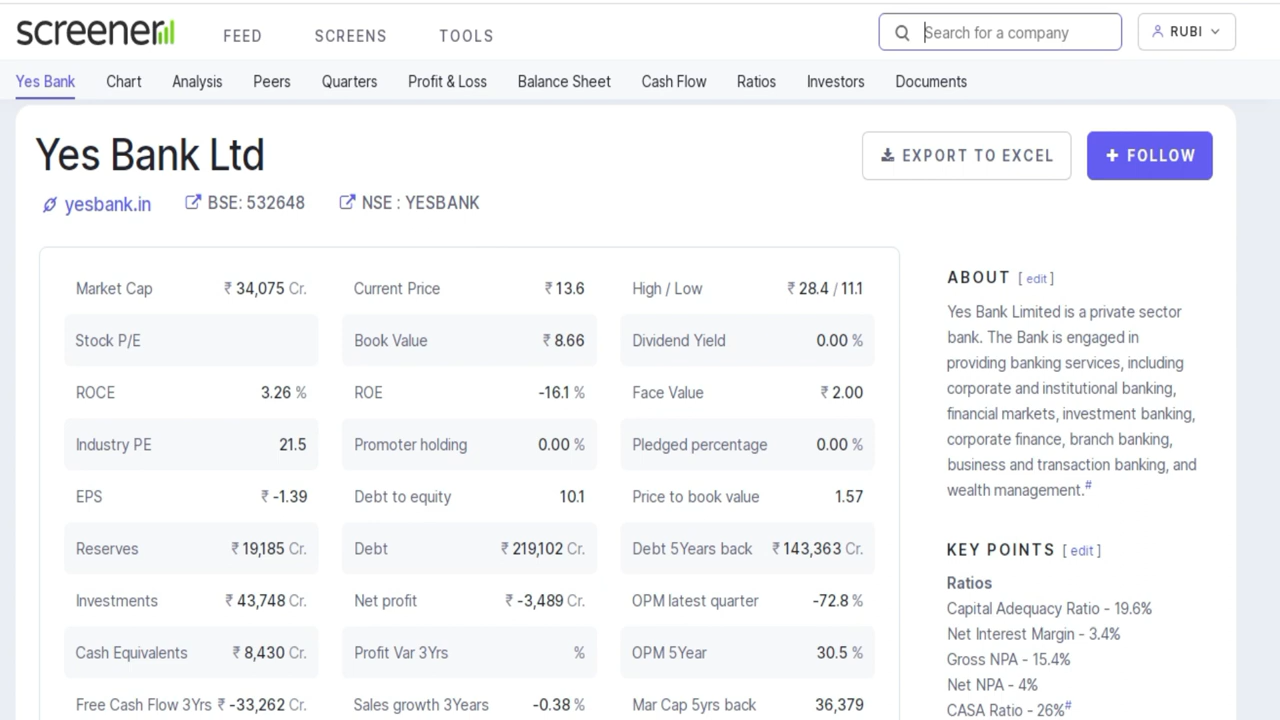 screener
FEED SCREENS TOOLS
Search for a company
RUBI
Yes Bank Chart Analysis Peers Quarters Profit & Loss Balance Sheet Cash Flow Ratios Investors Documents
Yes Bank Ltd
EXPORT TO EXCEL
+ FOLLOW
yesbank.in BSE: 532648 NSE : YESBANK
Market Cap ₹ 34,075 Cr. Current Price ₹ 13.6 High / Low ₹ 28.4 / 11.1
Stock P/E Book Value ₹ 8.66 Dividend Yield 0.00 %
ROCE 3.26 % ROE -16.1 % Face Value ₹ 2.00
Industry PE 21.5 Promoter holding 0.00 % Pledged percentage 0.00 %
EPS ₹ -1.39 Debt to equity 10.1 Price to book value 1.57
Reserves ₹ 19,185 Cr. Debt ₹ 219,102 Cr. Debt 5Years back ₹ 143,363 Cr.
Investments ₹ 43,748 Cr. Net profit ₹ -3,489 Cr. OPM latest quarter -72.8 %
Cash Equivalents ₹ 8,430 Cr. Profit Var 3Yrs % OPM 5Year 30.5 %
Free Cash Flow 3Yrs ₹ -33,262 Cr. Sales growth 3Years -0.38 % Mar Cap 5yrs back 36,379
ABOUT [ edit ]
Yes Bank Limited is a private sector
bank. The Bank is engaged in
providing banking services, including
corporate and institutional banking,
financial markets, investment banking,
corporate finance, branch banking,
business and transaction banking, and
wealth management.#
KEY POINTS [ edit ]
Ratios
Capital Adequacy Ratio - 19.6%
Net Interest Margin - 3.4%
Gross NPA - 15.4%
Net NPA - 4%
CASA Ratio - 26%#